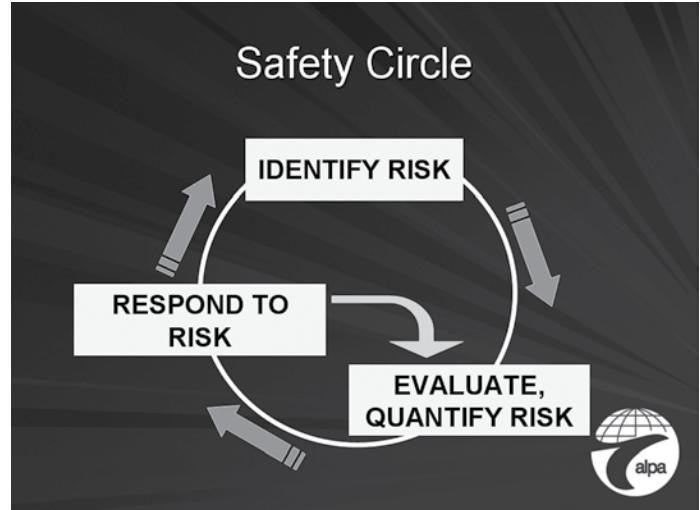 Safety Circle
IDENTIFY RISK
RESPOND TO
RISK
EVALUATE,
QUANTIFY RISK
alpa